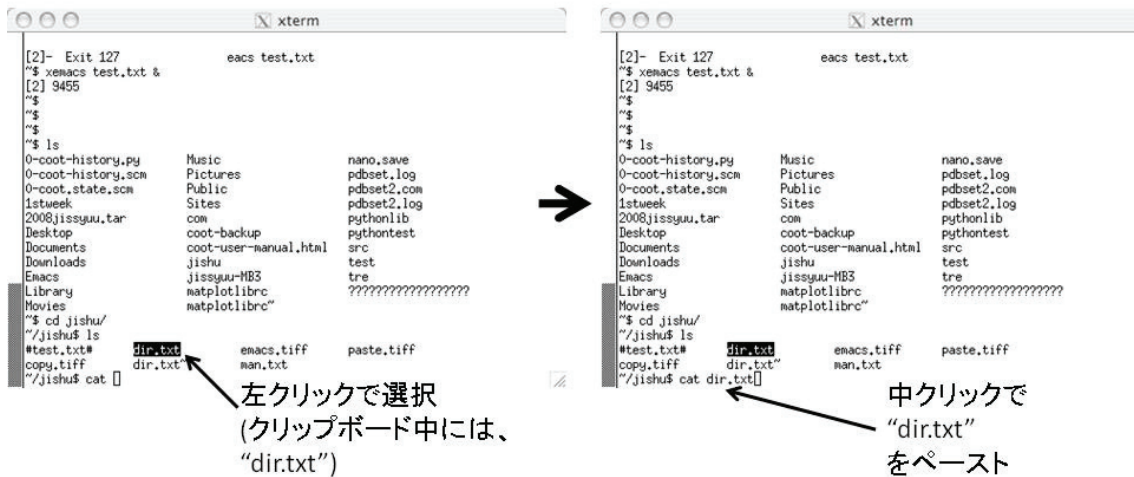 xterm
[2]-  Exit 127                eacs test.txt
~$ xemacs test.txt &
[2] 9455
~$
~$
~$
~$ ls
0-coot-history.py        Music                    nano.save
0-coot-history.scm       Pictures                 pdbset.log
0-coot.state.scm         Public                   pdbset2.com
1stweek                  Sites                    pdbset2.log
2008jissyuu.tar          com                      pythonlib
Desktop                  coot-backup              pythontest
Documents                coot-user-manual.html    src
Downloads                jishu                    test
Emacs                    jissyuu-MB3              tre
Library                  matplotlibrc             ??????????????????
Movies                   matplotlibrc~
~$ cd jishu/
~/jishu$ ls
#test.txt#      dir.txt         emacs.tiff      paste.tiff
copy.tiff       dir.txt~        man.txt
~/jishu$ cat
左クリックで選択
(クリップボード中には、
“dir.txt”)
xterm
[2]-  Exit 127                eacs test.txt
~$ xemacs test.txt &
[2] 9455
~$
~$
~$
~$ ls
0-coot-history.py        Music                    nano.save
0-coot-history.scm       Pictures                 pdbset.log
0-coot.state.scm         Public                   pdbset2.com
1stweek                  Sites                    pdbset2.log
2008jissyuu.tar          com                      pythonlib
Desktop                  coot-backup              pythontest
Documents                coot-user-manual.html    src
Downloads                jishu                    test
Emacs                    jissyuu-MB3              tre
Library                  matplotlibrc             ??????????????????
Movies                   matplotlibrc~
~$ cd jishu/
~/jishu$ ls
#test.txt#      dir.txt         emacs.tiff      paste.tiff
copy.tiff       dir.txt~        man.txt
~/jishu$ cat dir.txt
中クリックで
“dir.txt”
をペースト